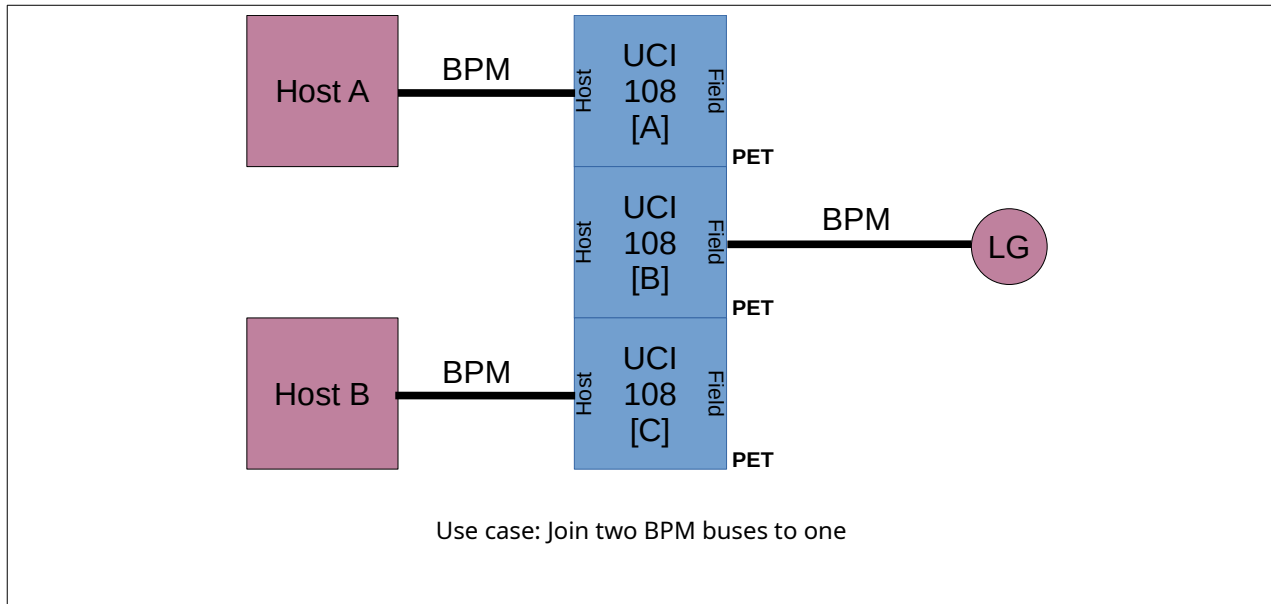 Host A
BPM
Host
UCI
108
[A]
Field
PET
Host
UCI
108
[B]
Field
PET
BPM
LG
Host B
BPM
Host
UCI
108
[C]
Field
PET
Use case: Join two BPM buses to one